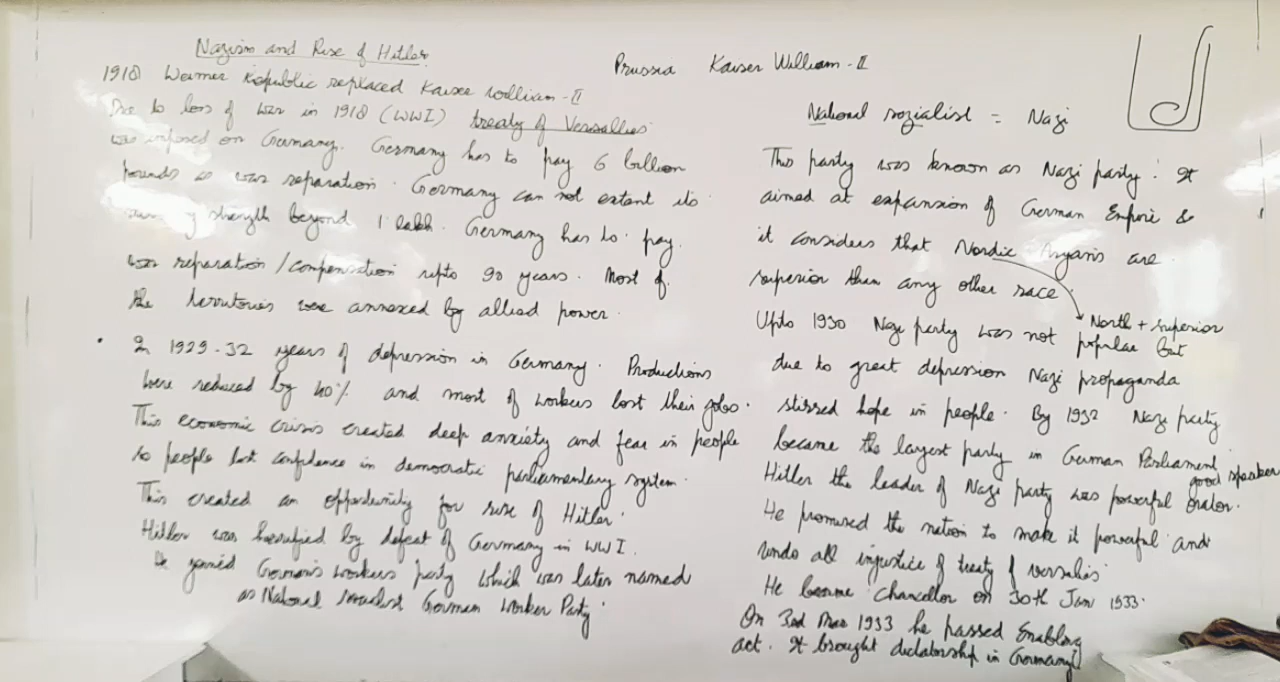 Nazism and Rise of Hitler
1918 Weimer Republic replaced Kaiser William - II
Due to loss of war in 1918 (WWI) treaty of Versallies
was imposed on Germany. Germany has to pay 6 billion
pounds as war reparation. Germany can not extent its
strength beyond 1 lakh. Germany has to pay
war reparation / compensation upto 90 years. Most of
the territories were annexed by allied power.
• In 1929-32 years of depression in Germany. Productions
were reduced by 40% and most of workers lost their jobs.
This economic crisis created deep anxiety and fear in people
so people lost confidence in democratic parliamentary system.
This created an opportunity for rise of Hitler.
Hitler was horrified by defeat of Germany in WWI.
He joined German's workers party which was later named
as National Socialist German Worker Party.
Prussia Kaiser William - II
National sozialist = Nazi
This party was known as Nazi party. It
aimed at expansion of German Empire &
it considers that Nordic Aryans are
superior than any other race.
North + Superior
Upto 1930 Nazi party was not popular but
due to great depression Nazi propaganda
stirred hope in people. By 1932 Nazi party
became the largest party in German Parliament
good speaker
Hitler the leader of Nazi party was powerful orator.
He promised the nation to make it powerful and
undo all injustice of treaty of versalies
He became Chancellor on 30th Jan 1933.
On 3rd Mar 1933 he passed Enabling
act. It brought dictatorship in Germany